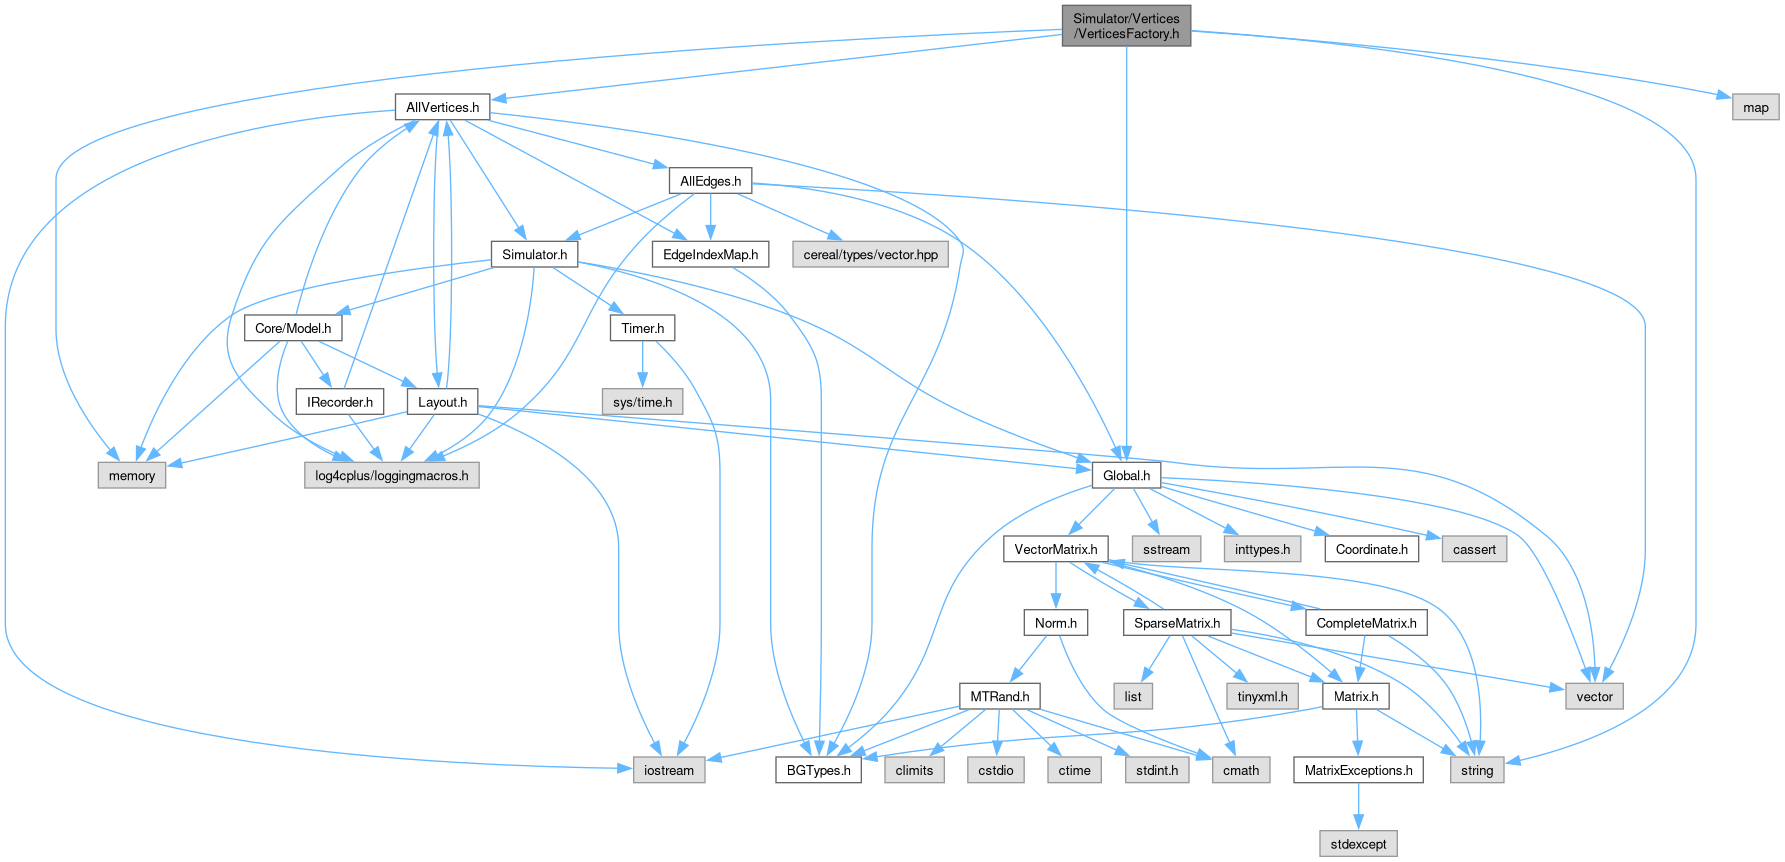 Simulator/Vertices
/VerticesFactory.h
AllVertices.h
map
AllEdges.h
Simulator.h
EdgeIndexMap.h
cereal/types/vector.hpp
Core/Model.h
Timer.h
IRecorder.h
Layout.h
sys/time.h
memory
log4cplus/loggingmacros.h
Global.h
VectorMatrix.h
sstream
inttypes.h
Coordinate.h
cassert
Norm.h
SparseMatrix.h
CompleteMatrix.h
MTRand.h
list
tinyxml.h
Matrix.h
vector
iostream
BGTypes.h
climits
cstdio
ctime
stdint.h
cmath
MatrixExceptions.h
string
stdexcept